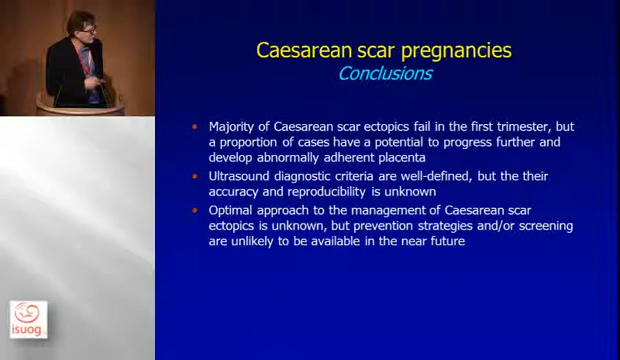 Caesarean scar pregnancies
Conclusions
Majority of Caesarean scar ectopics fail in the first trimester, but
a proportion of cases have a potential to progress further and
develop abnormally adherent placenta
Ultrasound diagnostic criteria are well-defined, but the their
accuracy and reproducibility is unknown
Optimal approach to the management of Caesarean scar
ectopics is unknown, but prevention strategies and/or screening
are unlikely to be available in the near future
isuog